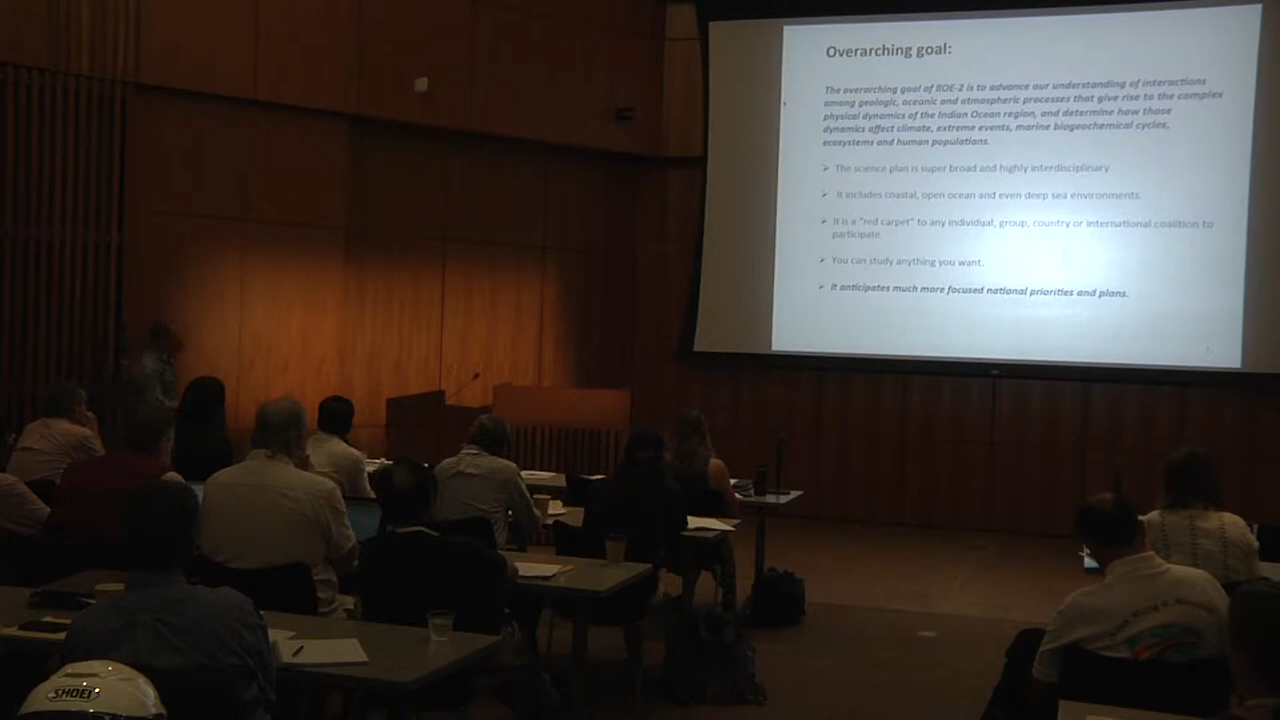 Overarching goal:
The overarching goal of IIOE-2 is to advance our understanding of interactions
among geologic, oceanic and atmospheric processes that give rise to the complex
physical dynamics of the Indian Ocean region, and determine how those
dynamics affect climate, extreme events, marine biogeochemical cycles,
ecosystems and human populations.
➢ The science plan is super broad and highly interdisciplinary.
➢ It includes coastal, open ocean and even deep sea environments.
➢ It is a "red carpet" to any individual, group, country or international coalition to
participate.
➢ You can study anything you want.
➢ It anticipates much more focused national priorities and plans.
SHOEI